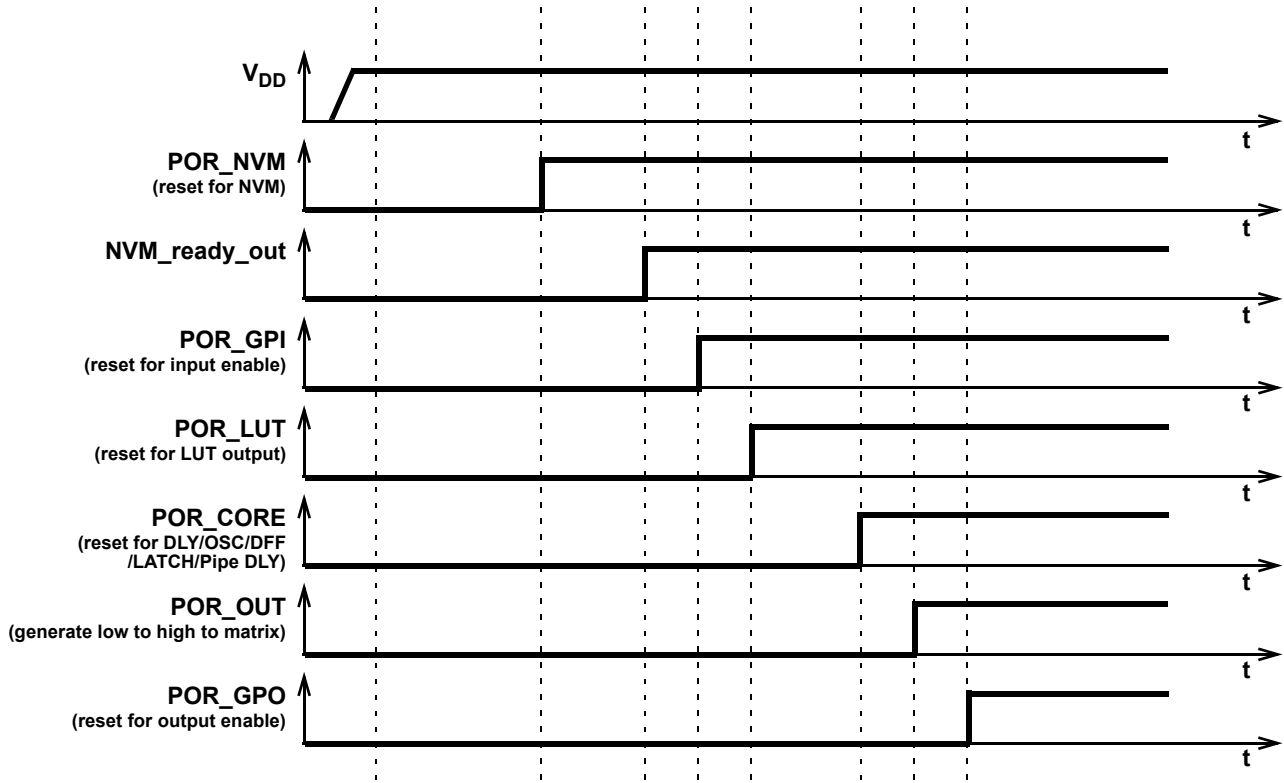 VDD
t
POR_NVM
(reset for NVM)
t
NVM_ready_out
t
POR_GPI
(reset for input enable)
t
POR_LUT
(reset for LUT output)
t
POR_CORE
(reset for DLY/OSC/DFF
/LATCH/Pipe DLY)
t
POR_OUT
(generate low to high to matrix)
t
POR_GPO
(reset for output enable)
t